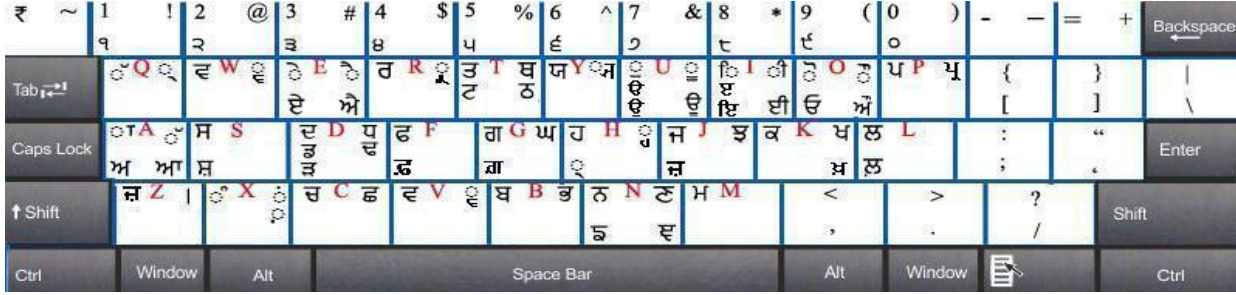 ₹ ~ 1 ! 2 @ 3 # 4 $ 5 % 6 ^ 7 & 8 * 9 ( 0 ) - — = + Backspace
੧ ੨ ੩ ੪ ੫ ੬ ੭ ੮ ੯ ੦
Tab ੱ Q ੍ ਵ W ੇ E ੈ ਰ R ਤ T ਥ ਯ Y ੁ U ੂ ਿ I ੀ ੋ O ੌ ਪ P { } |
ਏ ਐ ਟ ਠ ਉ ਊ ਇ ਈ ਓ ਔ [ ] \
Caps Lock ਾ A ਸ S ਦ D ਧ ਫ F ਗ G ਘ ਹ H ਜ J ਝ ਕ K ਖ ਲ L : “ Enter
ਅ ਆ ਸ਼ ਡ ਢ ੜ ਫ਼ ਗ਼ ਜ਼ ਖ਼ ਲ਼ ; ‘
Shift ਜ਼ Z । X ਂ ਚ C ਛ ੲ V ਬ B ਭ ਨ N ਣ ਮ M < > ? Shift
਼ ਙ ਞ , . /
Ctrl Window Alt Space Bar Alt Window Ctrl